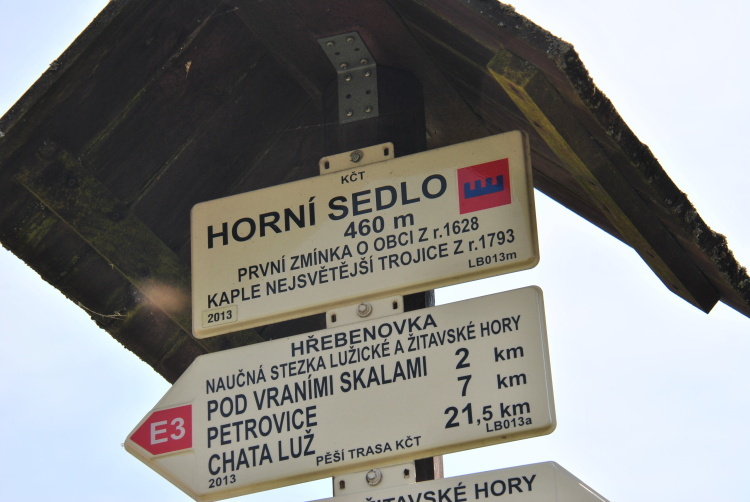 KČT
HORNÍ SEDLO
460 m
PRVNÍ ZMÍNKA O OBCI Z r.1628
KAPLE NEJSVĚTĚJŠÍ TROJICE Z r.1793
2013 LB013m
HŘEBENOVKA
NAUČNÁ STEZKA LUŽICKÉ A ŽITAVSKÉ HORY
POD VRANÍMI SKALAMI 2 km
PETROVICE 7 km
CHATA LUŽ 21,5 km
E3
2013 PĚŠÍ TRASA KČT LB013a
ŽITAVSKÉ HORY